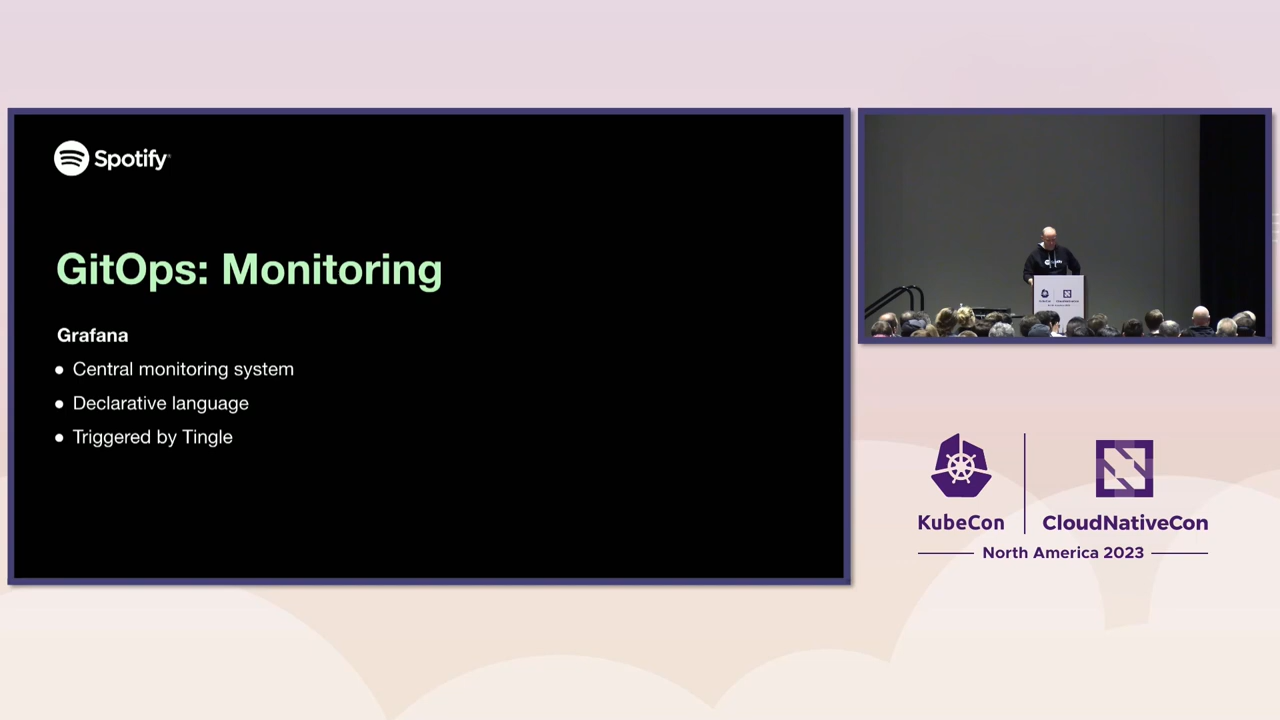 Spotify
GitOps: Monitoring
Grafana
• Central monitoring system
• Declarative language
• Triggered by Tingle
KubeCon
CloudNativeCon
North America 2023